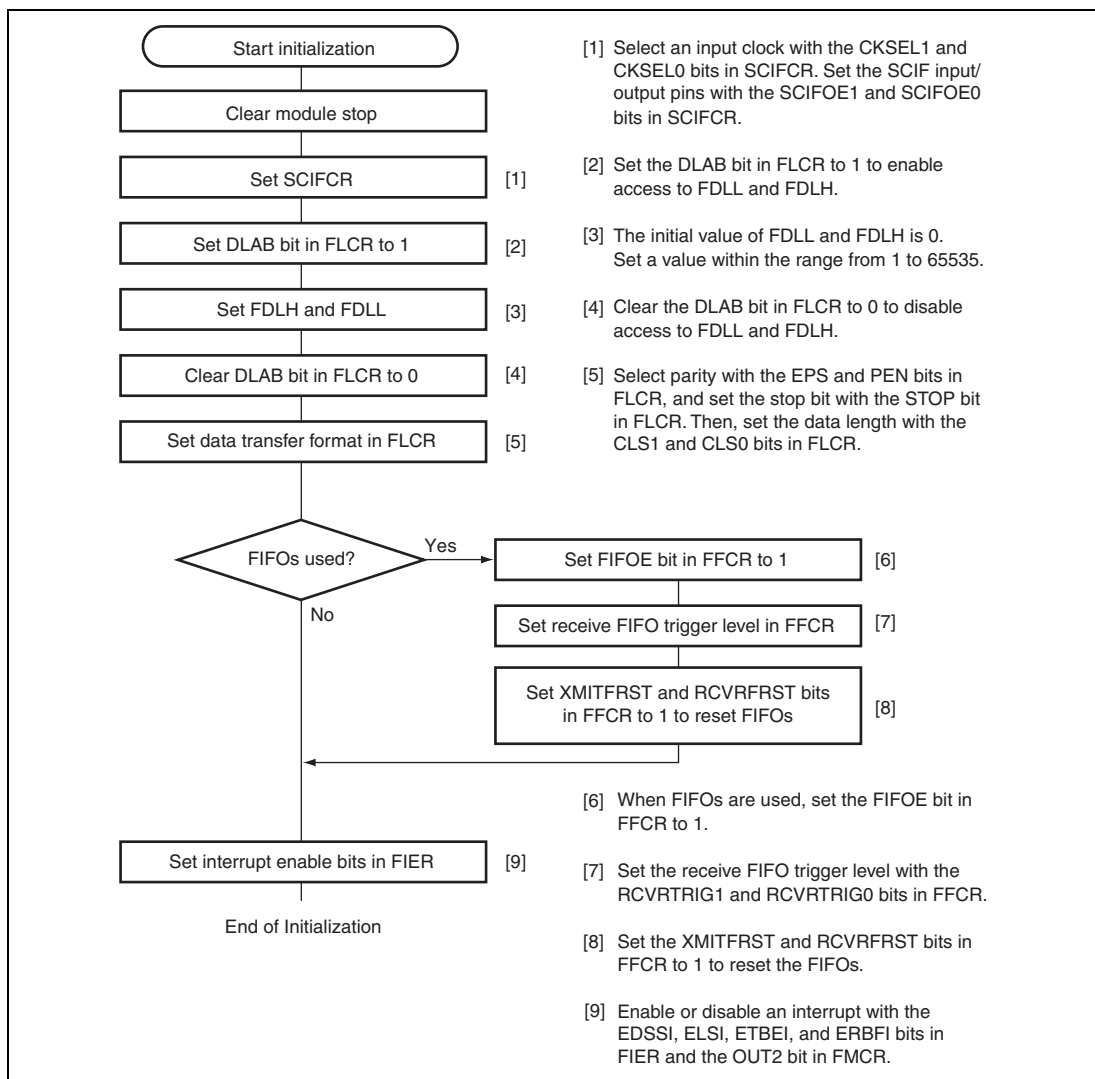 Start initialization
Clear module stop
Set SCIFCR
[1]
Set DLAB bit in FLCR to 1
[2]
Set FDLH and FDLL
[3]
Clear DLAB bit in FLCR to 0
[4]
Set data transfer format in FLCR
[5]
FIFOs used?
Yes
No
Set FIFOE bit in FFCR to 1
[6]
Set receive FIFO trigger level in FFCR
[7]
Set XMITFRST and RCVRFRST bits
in FFCR to 1 to reset FIFOs
[8]
Set interrupt enable bits in FIER
[9]
End of Initialization
[1] Select an input clock with the CKSEL1 and
CKSEL0 bits in SCIFCR. Set the SCIF input/
output pins with the SCIFOE1 and SCIFOE0
bits in SCIFCR.
[2] Set the DLAB bit in FLCR to 1 to enable
access to FDLL and FDLH.
[3] The initial value of FDLL and FDLH is 0.
Set a value within the range from 1 to 65535.
[4] Clear the DLAB bit in FLCR to 0 to disable
access to FDLL and FDLH.
[5] Select parity with the EPS and PEN bits in
FLCR, and set the stop bit with the STOP bit
in FLCR. Then, set the data length with the
CLS1 and CLS0 bits in FLCR.
[6] When FIFOs are used, set the FIFOE bit in
FFCR to 1.
[7] Set the receive FIFO trigger level with the
RCVRTRIG1 and RCVRTRIG0 bits in FFCR.
[8] Set the XMITFRST and RCVRFRST bits in
FFCR to 1 to reset the FIFOs.
[9] Enable or disable an interrupt with the
EDSSI, ELSI, ETBEI, and ERBFI bits in
FIER and the OUT2 bit in FMCR.